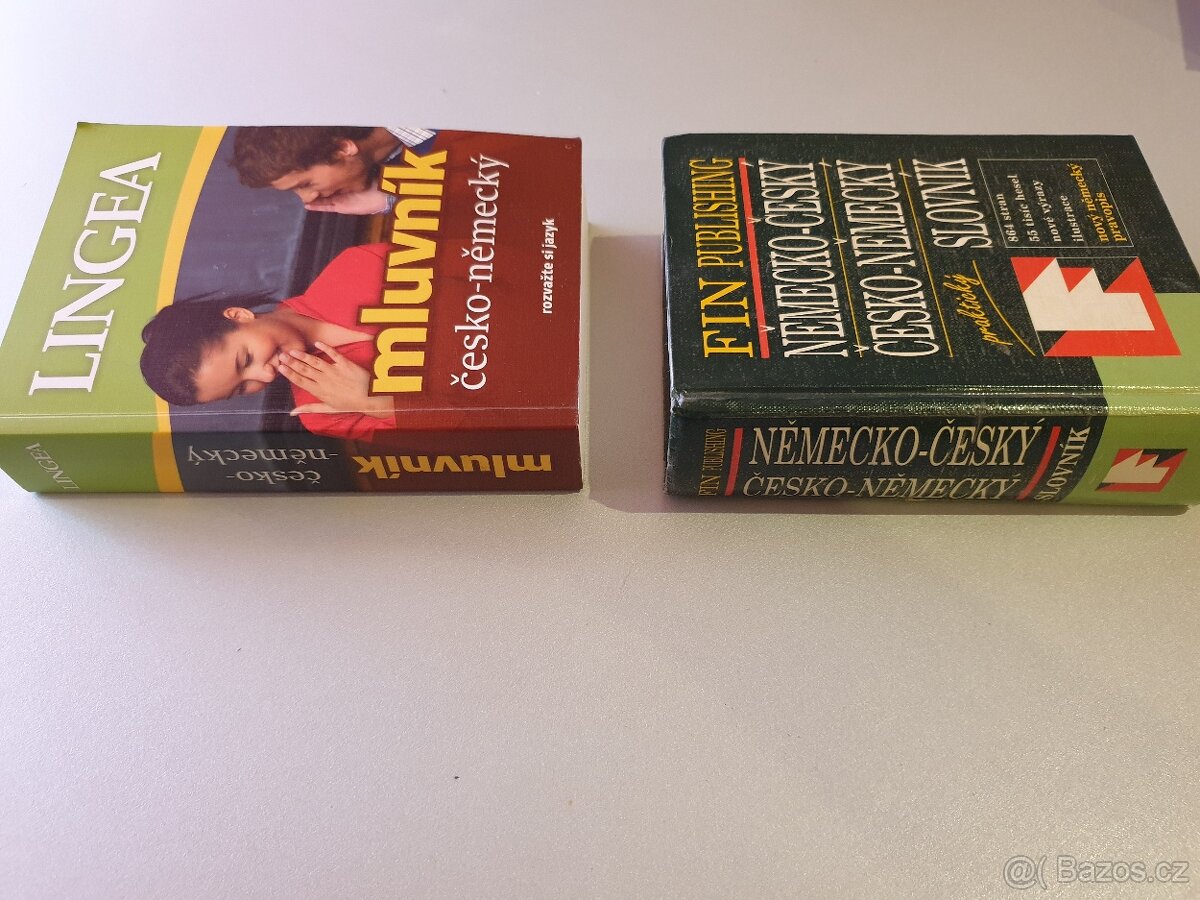 LINGEA
mluvník
česko-německý
rozvažte si jazyk
LINGEA
česko-
-německý
mluvník
FIN PUBLISHING
NĚMECKO-ČESKÝ
ČESKO-NĚMECKÝ
praktický SLOVNÍK
864 stran
55 tisíc hesel
nové výrazy
ilustrace
nový německý
pravopis
FIN PUBLISHING
NĚMECKO-ČESKÝ
ČESKO-NĚMECKÝ
SLOVNÍK
@( Bazos.cz